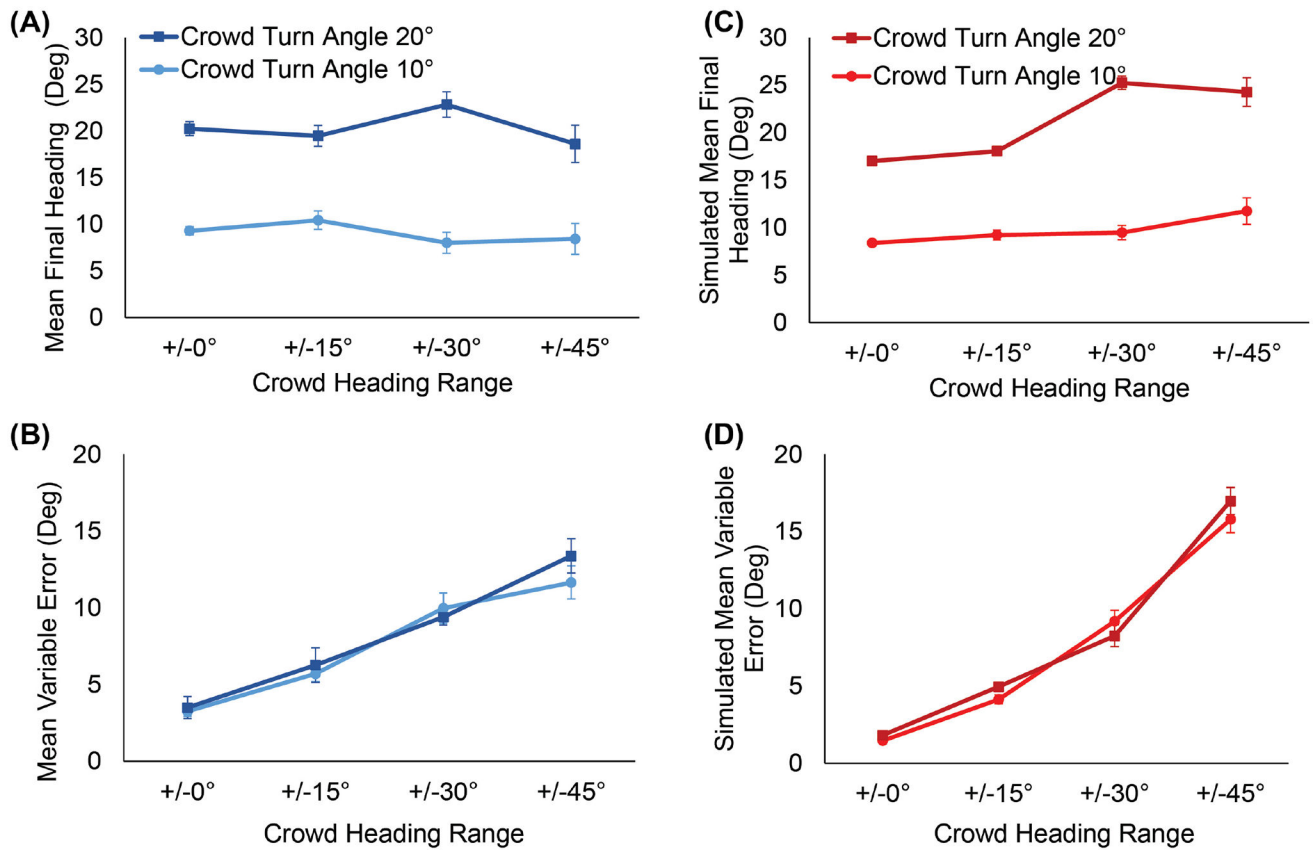 (A)
Mean Final Heading (Deg)
30
25
20
15
10
5
0
Crowd Turn Angle 20°
Crowd Turn Angle 10°
+/-0° +/-15° +/-30° +/-45°
Crowd Heading Range
(C)
Simulated Mean Final
Heading (Deg)
30
25
20
15
10
5
0
Crowd Turn Angle 20°
Crowd Turn Angle 10°
+/-0° +/-15° +/-30° +/-45°
Crowd Heading Range
(B)
Mean Variable Error (Deg)
20
15
10
5
0
+/-0° +/-15° +/-30° +/-45°
Crowd Heading Range
(D)
Simulated Mean Variable
Error (Deg)
20
15
10
5
0
+/-0° +/-15° +/-30° +/-45°
Crowd Heading Range